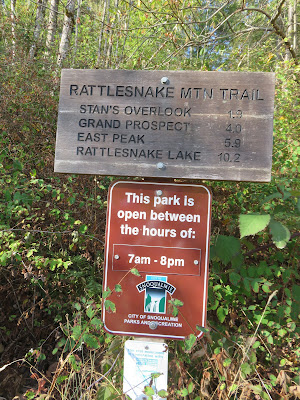 RATTLESNAKE MTN TRAIL
STAN'S OVERLOOK 1.9
GRAND PROSPECT 4.0
EAST PEAK 5.9
RATTLESNAKE LAKE 10.2
This park is
open between
the hours of:
7am - 8pm
SNOQUALMIE
CITY OF SNOQUALMIE
PARKS AND RECREATION